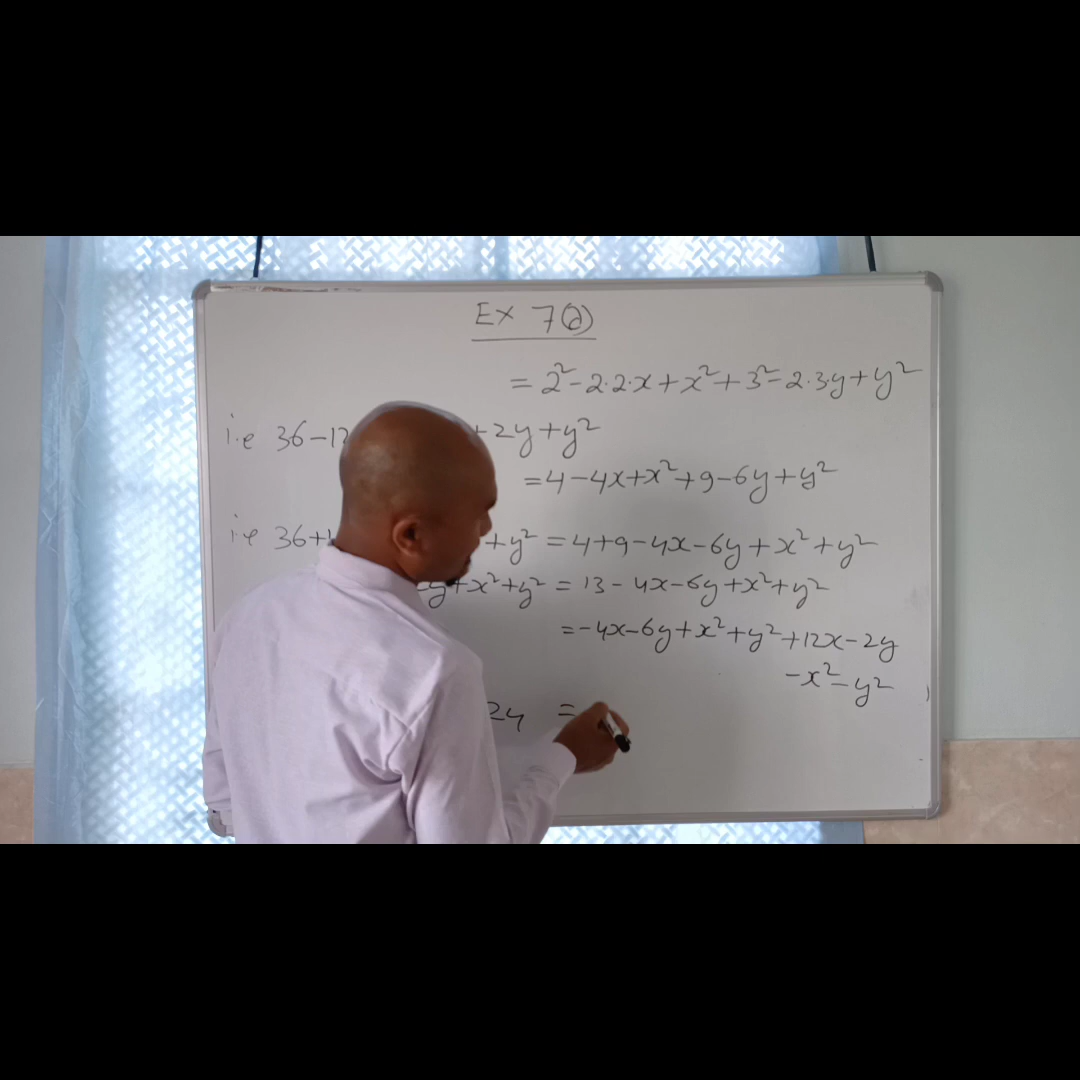 Ex 7(d)
= 2² - 2·2·x + x² + 3² - 2·3·y + y²
i.e 36 - 12 + 2y + y²
= 4 - 4x + x² + 9 - 6y + y²
i.e 36 + + y² = 4 + 9 - 4x - 6y + x² + y²
y + x² + y² = 13 - 4x - 6y + x² + y²
= -4x - 6y + x² + y² + 12x - 2y
- x² - y²
24 =